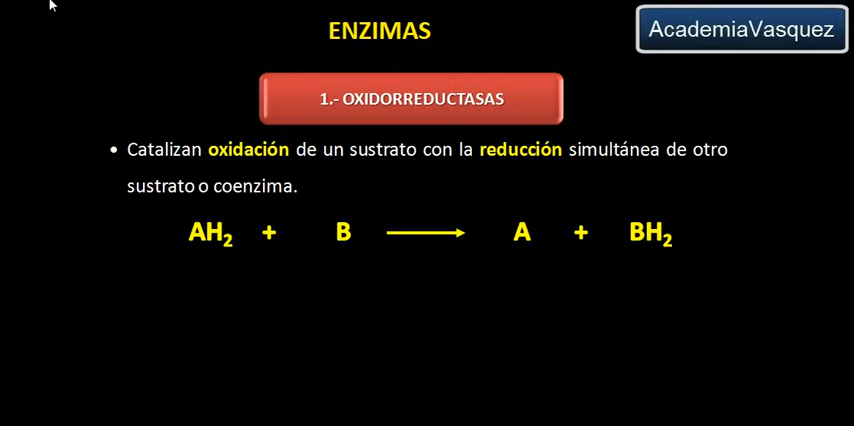 ENZIMAS
AcademiaVasquez
1.- OXIDORREDUCTASAS
• Catalizan oxidación de un sustrato con la reducción simultánea de otro
sustrato o coenzima.
AH₂ + B ⟶ A + BH₂